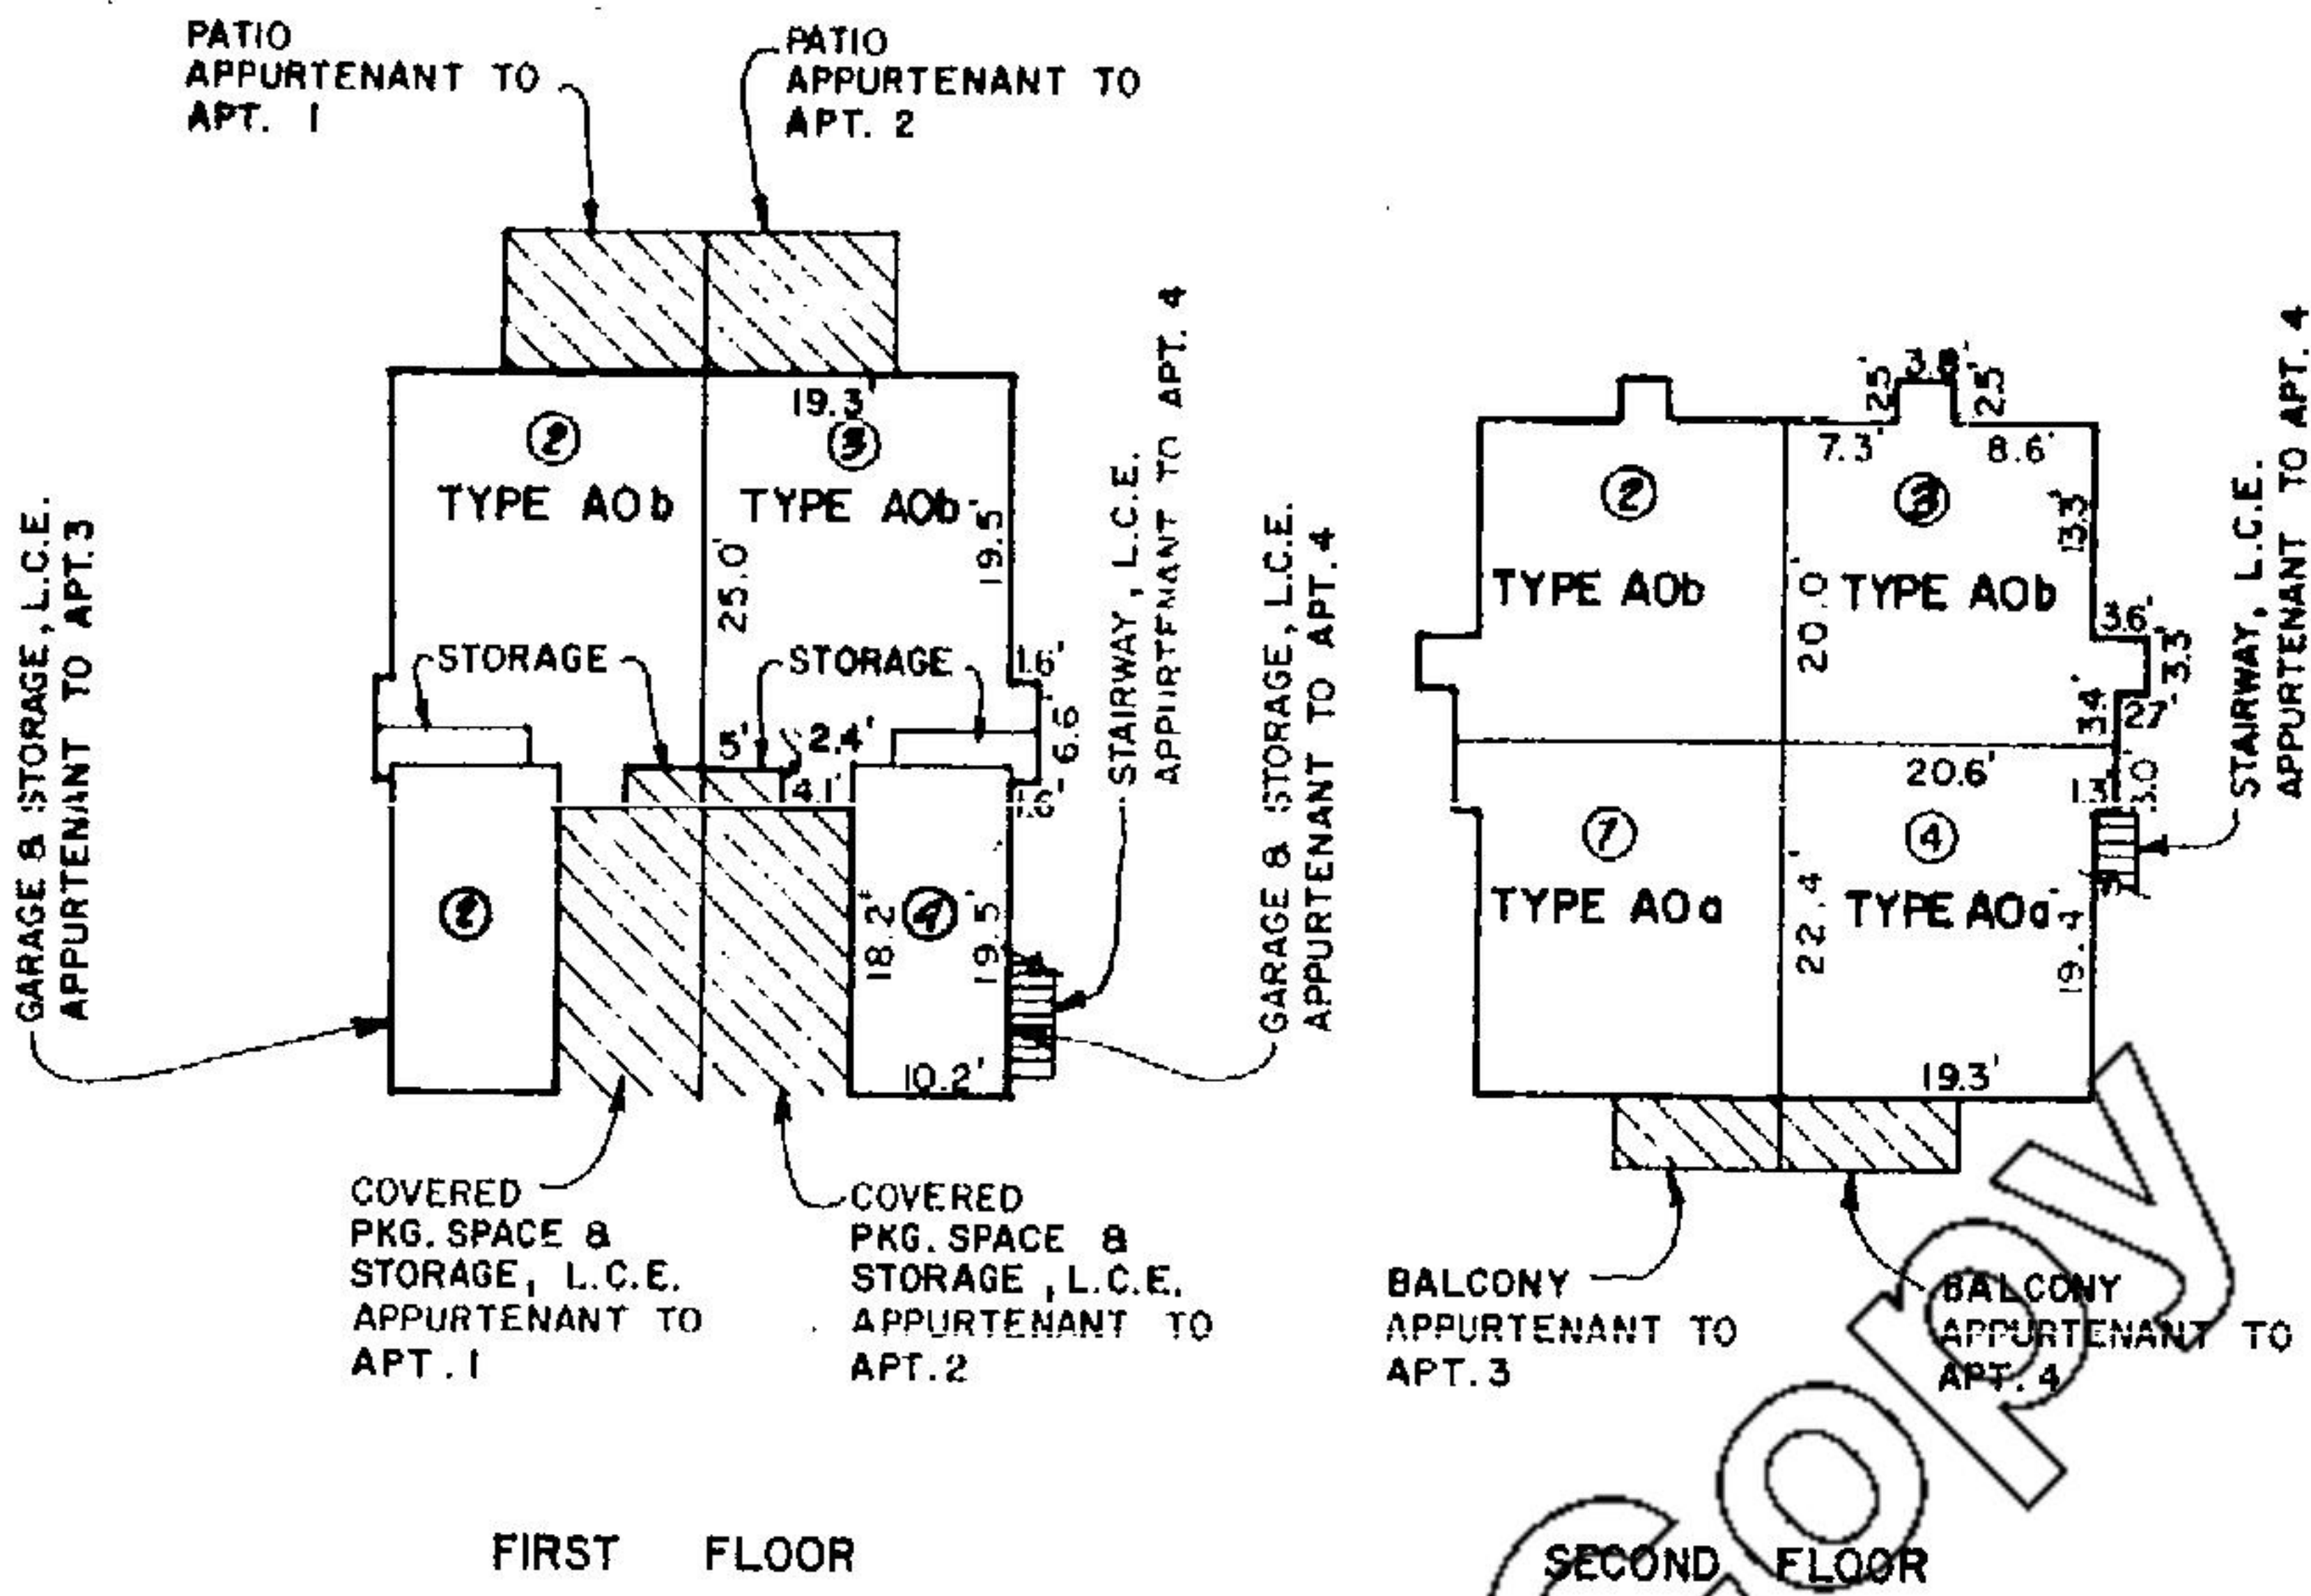 PATIO
APPURTENANT TO
APT. 1
PATIO
APPURTENANT TO
APT. 2
GARAGE & STORAGE, L.C.E.
APPURTENANT TO APT.3
19.3
2
TYPE AOb
TYPE AOb
19.5
25.0'
STORAGE
STORAGE
1.6'
6.6'
1.6'
5'
2.4'
4.1'
18.2'
4
19.5'
10.2'
STAIRWAY, L.C.E.
APPURTENANT TO APT. 4
GARAGE & STORAGE, L.C.E.
APPURTENANT TO APT.4
COVERED
PKG. SPACE &
STORAGE, L.C.E.
APPURTENANT TO
APT. 1
COVERED
PKG. SPACE &
STORAGE, L.C.E.
APPURTENANT TO
APT.2
FIRST FLOOR
2.5'
3.8'
2.5'
7.3'
8.6'
2
3
TYPE AOb
TYPE AOb
13.3'
20.0'
3.6'
3.3'
3.4'
2.7'
20.6'
1.3'
3.0'
4
TYPE AOa
TYPE AOa
22.4'
19.4'
19.3'
STAIRWAY, L.C.E.
APPURTENANT TO APT. 4
BALCONY
APPURTENANT TO
APT.3
BALCONY
APPURTENANT TO
APT.4
SECOND FLOOR
Copy